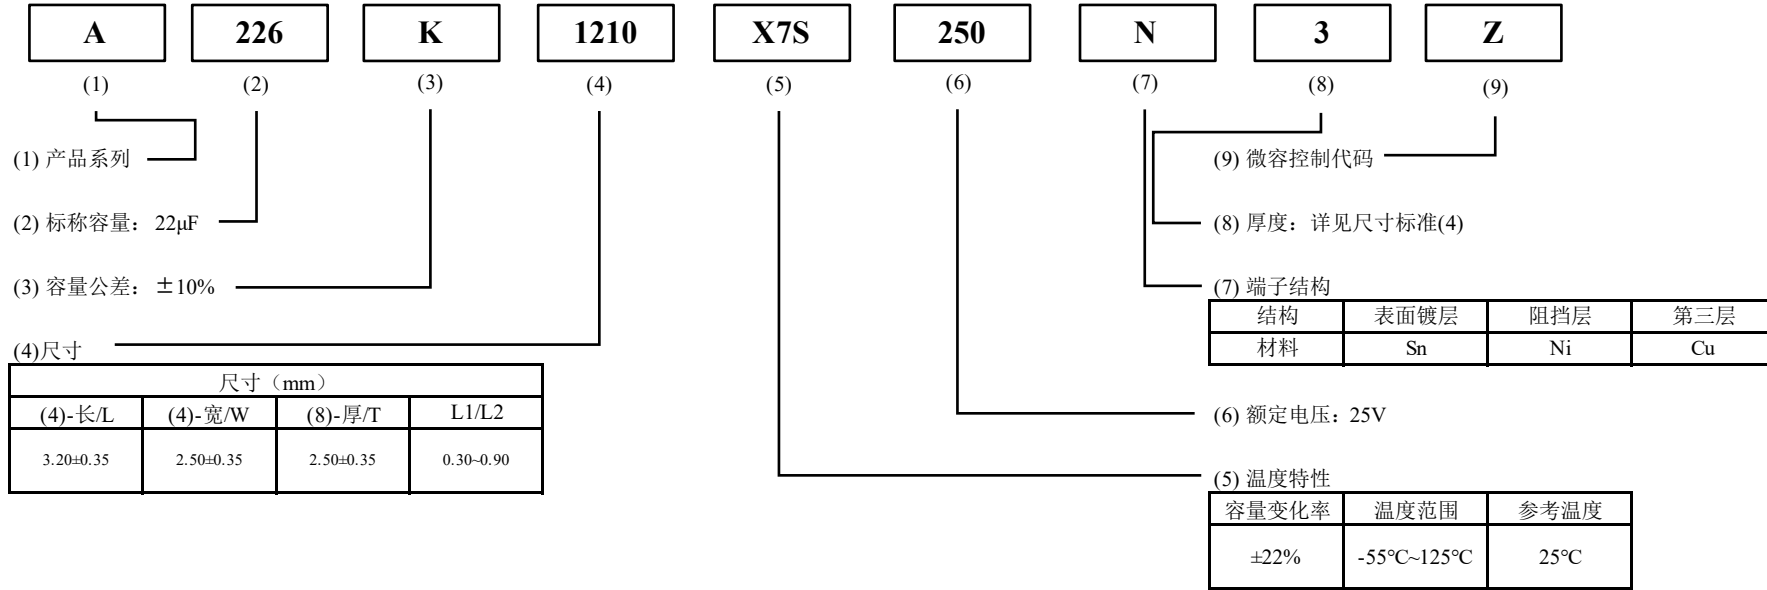 A 226 K 1210 X7S 250 N 3 Z
(1) (2) (3) (4) (5) (6) (7) (8) (9)
(1) 产品系列
(9) 微容控制代码
(2) 标称容量：22μF
(8) 厚度：详见尺寸标准(4)
(3) 容量公差：±10%
(7) 端子结构
结构 表面镀层 阻挡层 第三层
材料 Sn Ni Cu
(4)尺寸
尺寸（mm）
(4)-长/L (4)-宽/W (8)-厚/T L1/L2
3.20±0.35 2.50±0.35 2.50±0.35 0.30~0.90
(6) 额定电压：25V
(5) 温度特性
容量变化率 温度范围 参考温度
±22% -55℃~125℃ 25℃